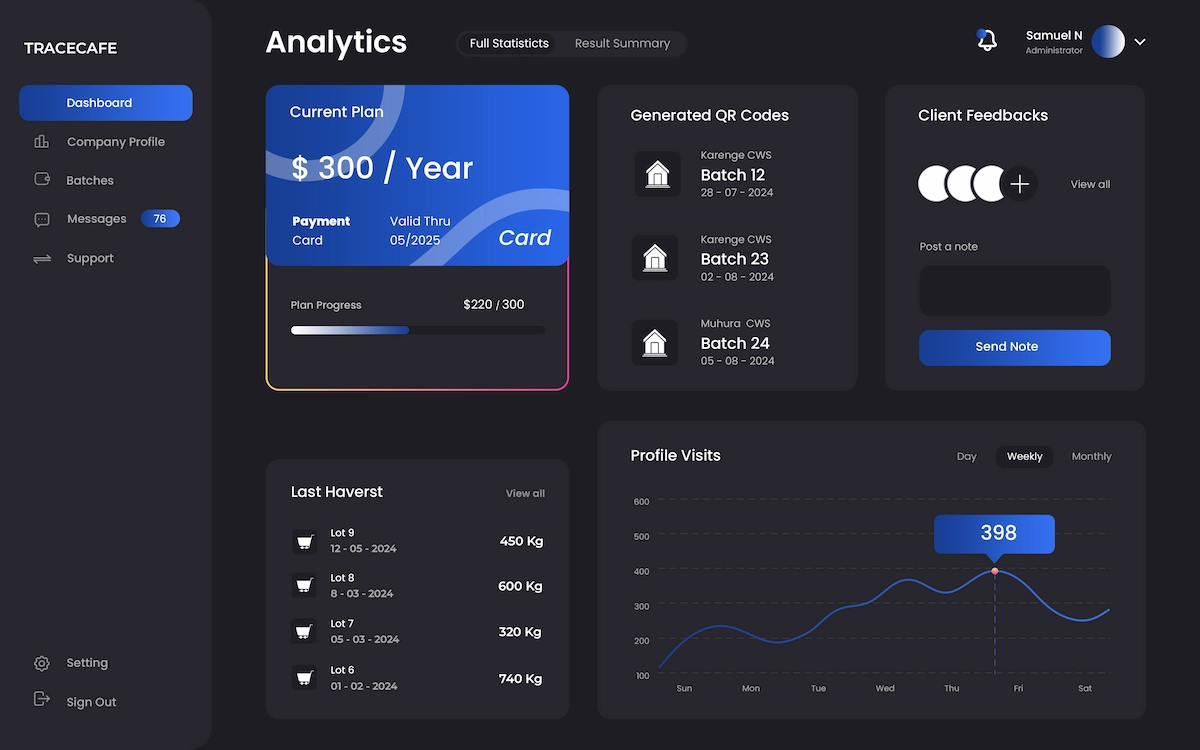 TRACECAFE
Dashboard
Company Profile
Batches
Messages 76
Support
Setting
Sign Out
Analytics
Full Statisticts
Result Summary
Samuel N
Administrator
Current Plan
$ 300 / Year
Payment
Card
Valid Thru
05/2025
Card
Plan Progress
$220 / 300
Generated QR Codes
Karenge CWS
Batch 12
28 - 07 - 2024
Karenge CWS
Batch 23
02 - 08 - 2024
Muhura CWS
Batch 24
05 - 08 - 2024
Client Feedbacks
View all
Post a note
Send Note
Last Haverst
View all
Lot 9
12 - 05 - 2024
450 Kg
Lot 8
8 - 03 - 2024
600 Kg
Lot 7
05 - 03 - 2024
320 Kg
Lot 6
01 - 02 - 2024
740 Kg
Profile Visits
Day Weekly Monthly
600
500
400
300
200
100
398
Sun Mon Tue Wed Thu Fri Sat